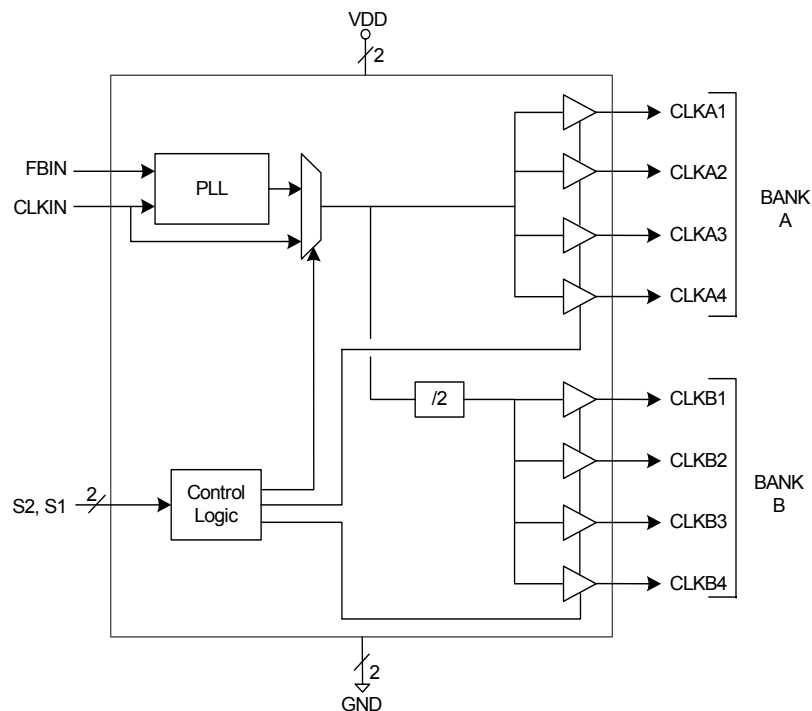 VDD
2
FBIN
CLKIN
PLL
CLKA1
CLKA2
CLKA3
CLKA4
BANK
A
/2
CLKB1
CLKB2
CLKB3
CLKB4
BANK
B
S2, S1
2
Control
Logic
2
GND